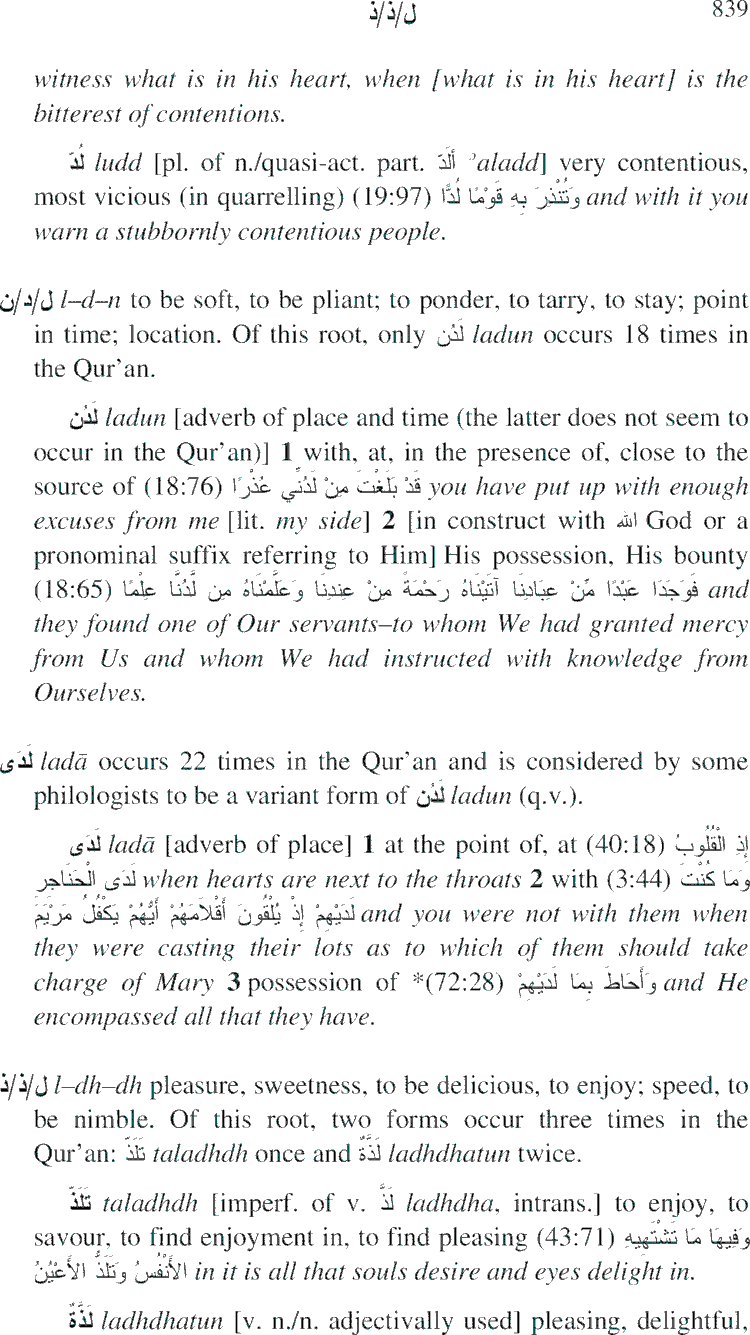 ل/ذ/ذ 839
witness what is in his heart, when [what is in his heart] is the
bitterest of contentions.
لُدّ ludd [pl. of n./quasi-act. part. أَلَدّ ʾaladd] very contentious,
most vicious (in quarrelling) (19:97) وَتُنْذِرَ بِهِ قَوْمًا لُدًّا and with it you
warn a stubbornly contentious people.
ل/د/ن l–d–n to be soft, to be pliant; to ponder, to tarry, to stay; point
in time; location. Of this root, only لَدُن ladun occurs 18 times in
the Qur’an.
لَدُن ladun [adverb of place and time (the latter does not seem to
occur in the Qur’an)] 1 with, at, in the presence of, close to the
source of (18:76) قَدْ بَلَغْتَ مِنْ لَدُنِّي عُذْرًا you have put up with enough
excuses from me [lit. my side] 2 [in construct with الله God or a
pronominal suffix referring to Him] His possession, His bounty
(18:65) فَوَجَدَا عَبْدًا مِّنْ عِبَادِنَا آتَيْنَاهُ رَحْمَةً مِنْ عِندِنَا وَعَلَّمْنَاهُ مِن لَّدُنَّا عِلْمًا and
they found one of Our servants–to whom We had granted mercy
from Us and whom We had instructed with knowledge from
Ourselves.
لَدَى ladā occurs 22 times in the Qur’an and is considered by some
philologists to be a variant form of لَدُن ladun (q.v.).
لَدَى ladā [adverb of place] 1 at the point of, at (40:18) إِذِ الْقُلُوبُ
لَدَى الْحَنَاجِرِ when hearts are next to the throats 2 with (3:44) وَمَا كُنْتَ
لَدَيْهِمْ إِذْ يُلْقُونَ أَقْلَامَهُمْ أَيُّهُمْ يَكْفُلُ مَرْيَمَ and you were not with them when
they were casting their lots as to which of them should take
charge of Mary 3 possession of *(72:28) وَأَحَاطَ بِمَا لَدَيْهِمْ and He
encompassed all that they have.
ل/ذ/ذ l–dh–dh pleasure, sweetness, to be delicious, to enjoy; speed, to
be nimble. Of this root, two forms occur three times in the
Qur’an: تَلَذّ taladhdh once and لَذَّةٌ ladhdhatun twice.
تَلَذّ taladhdh [imperf. of v. لَذَّ ladhdha, intrans.] to enjoy, to
savour, to find enjoyment in, to find pleasing (43:71) وَفِيهَا مَا تَشْتَهِيهِ
الأَنْفُسُ وَتَلَذُّ الأَعْيُنُ in it is all that souls desire and eyes delight in.
لَذَّةٌ ladhdhatun [v. n./n. adjectivally used] pleasing, delightful,